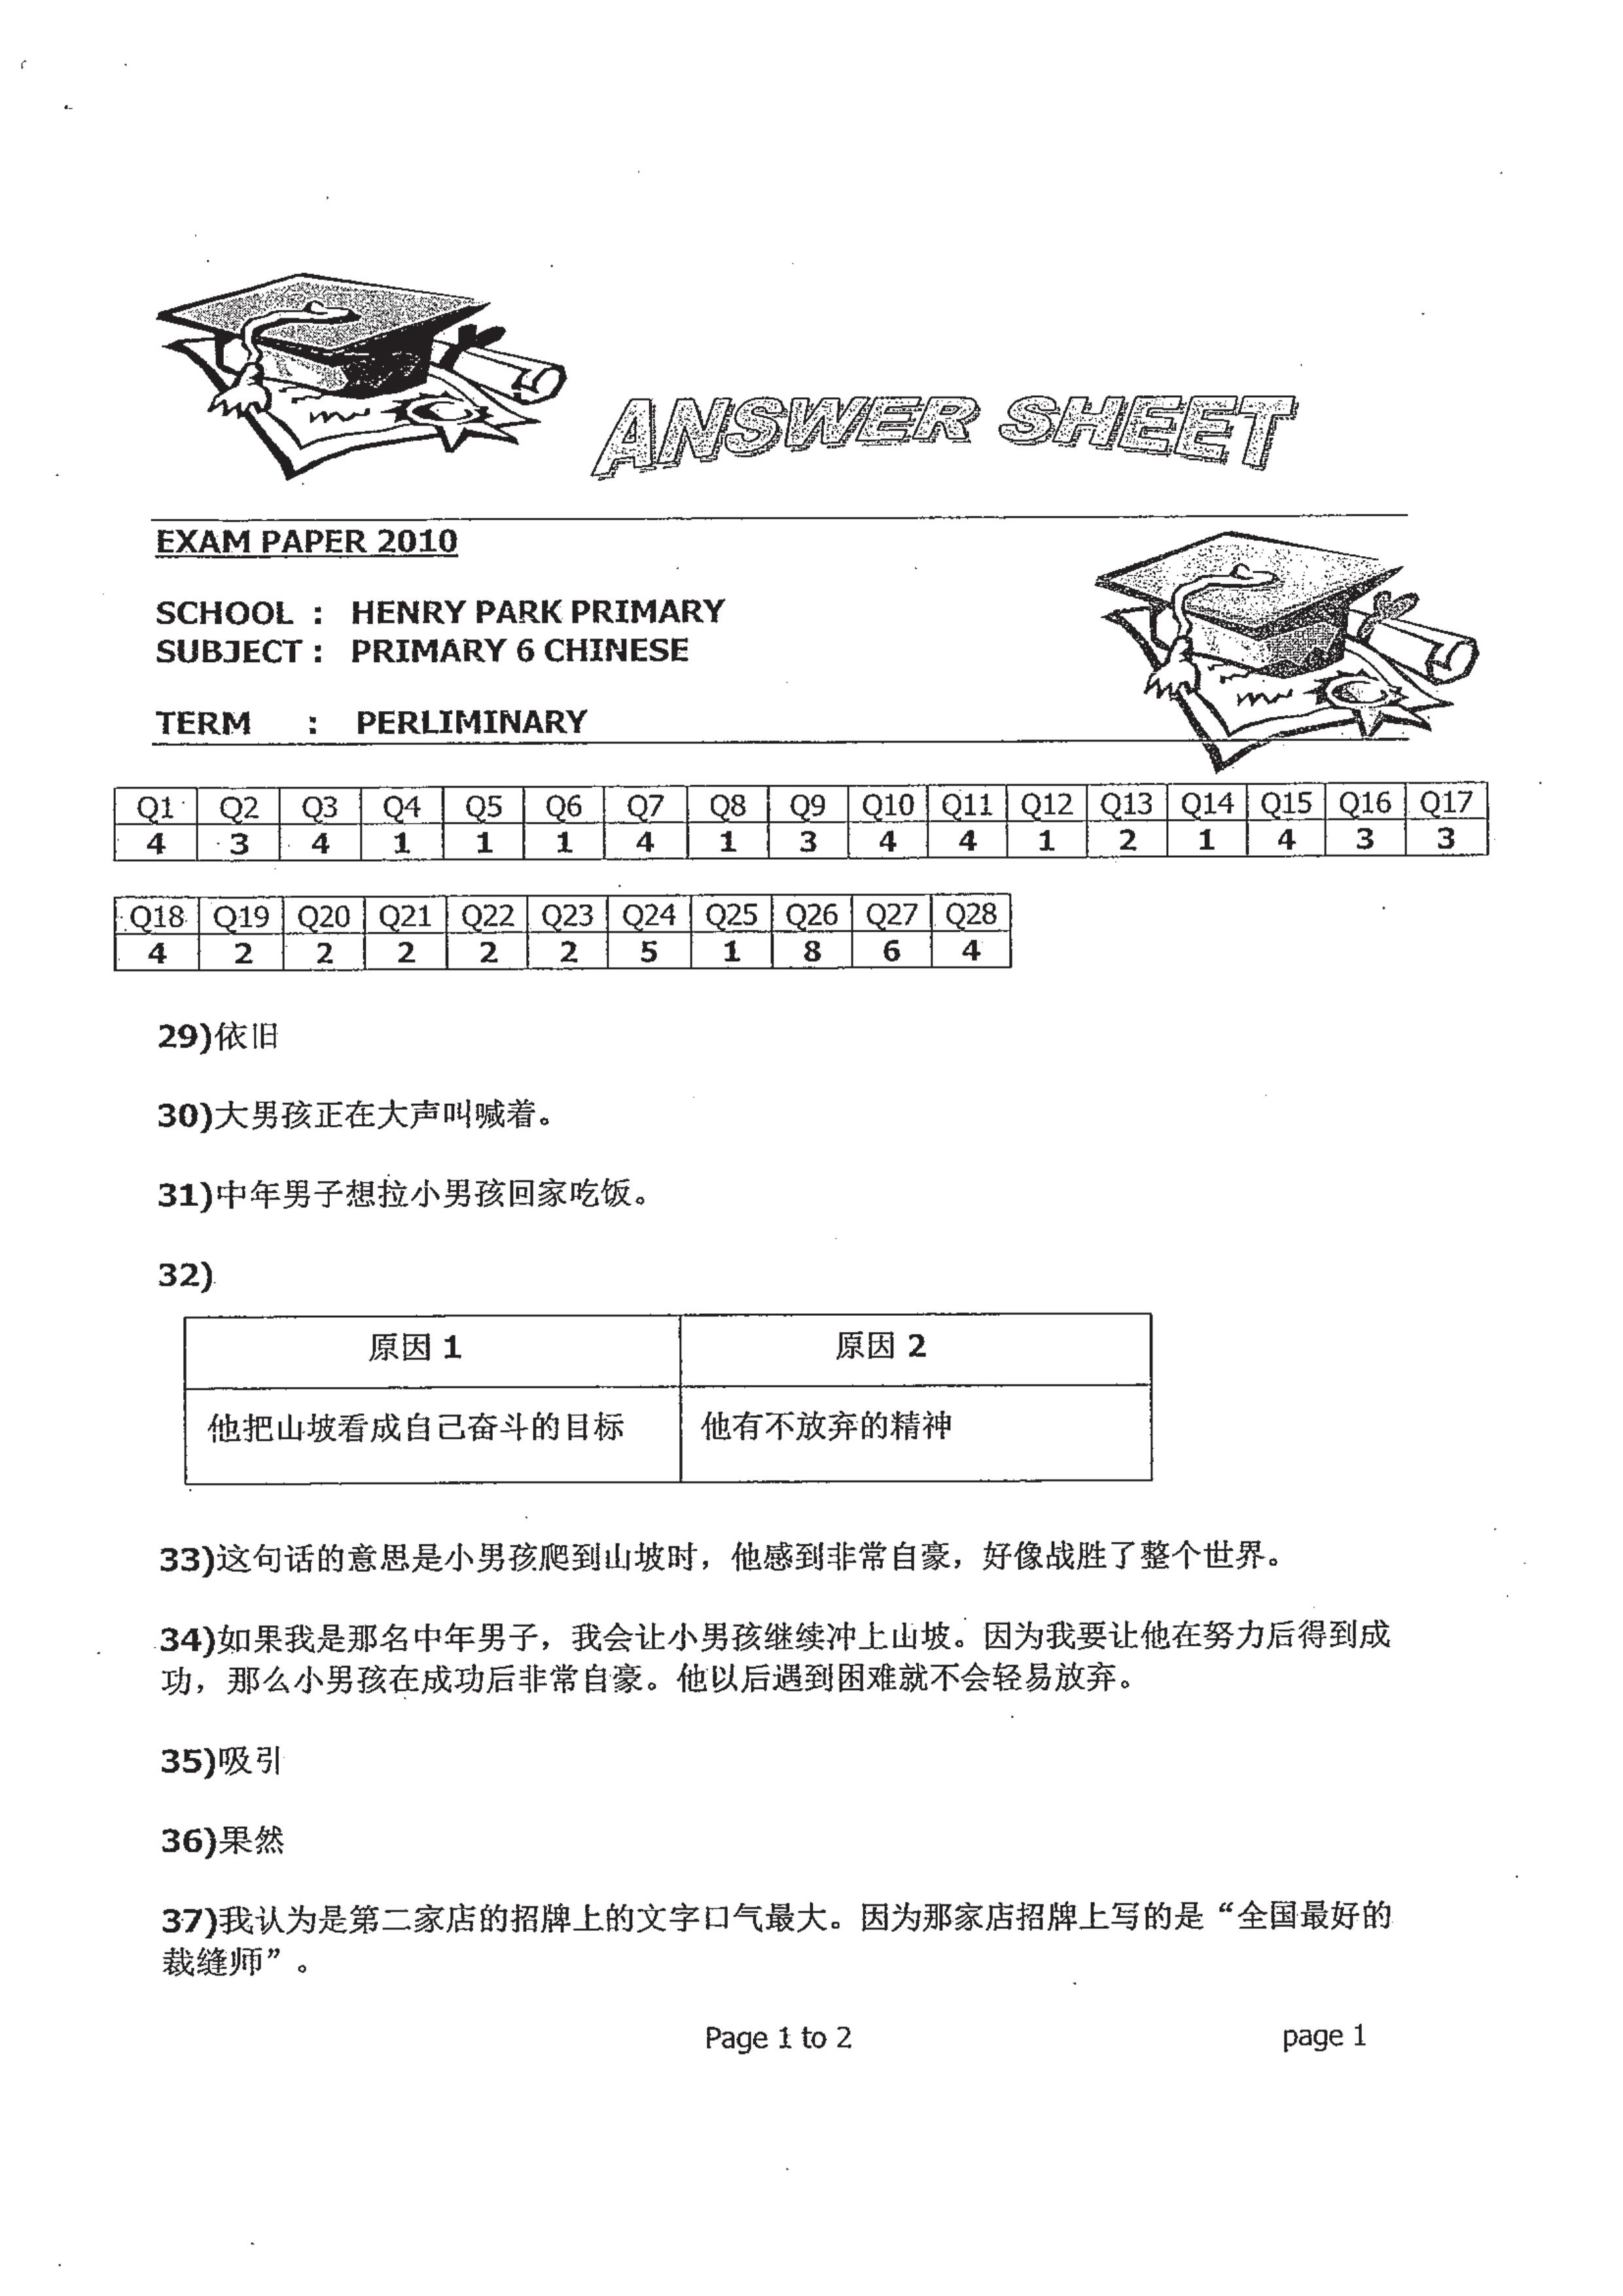 ANSWER SHEET
EXAM PAPER 2010
SCHOOL : HENRY PARK PRIMARY
SUBJECT : PRIMARY 6 CHINESE
TERM : PERLIMINARY
Q1 Q2 Q3 Q4 Q5 Q6 Q7 Q8 Q9 Q10 Q11 Q12 Q13 Q14 Q15 Q16 Q17
4 3 4 1 1 1 4 1 3 4 4 1 2 1 4 3 3
Q18 Q19 Q20 Q21 Q22 Q23 Q24 Q25 Q26 Q27 Q28
4 2 2 2 2 2 5 1 8 6 4
29)依旧
30)大男孩正在大声叫喊着。
31)中年男子想拉小男孩回家吃饭。
32)
原因 1 原因 2
他把山坡看成自己奋斗的目标 他有不放弃的精神
33)这句话的意思是小男孩爬到山坡时，他感到非常自豪，好像战胜了整个世界。
34)如果我是那名中年男子，我会让小男孩继续冲上山坡。因为我要让他在努力后得到成
功，那么小男孩在成功后非常自豪。他以后遇到困难就不会轻易放弃。
35)吸引
36)果然
37)我认为是第二家店的招牌上的文字口气最大。因为那家店招牌上写的是“全国最好的
裁缝师”。
Page 1 to 2 page 1